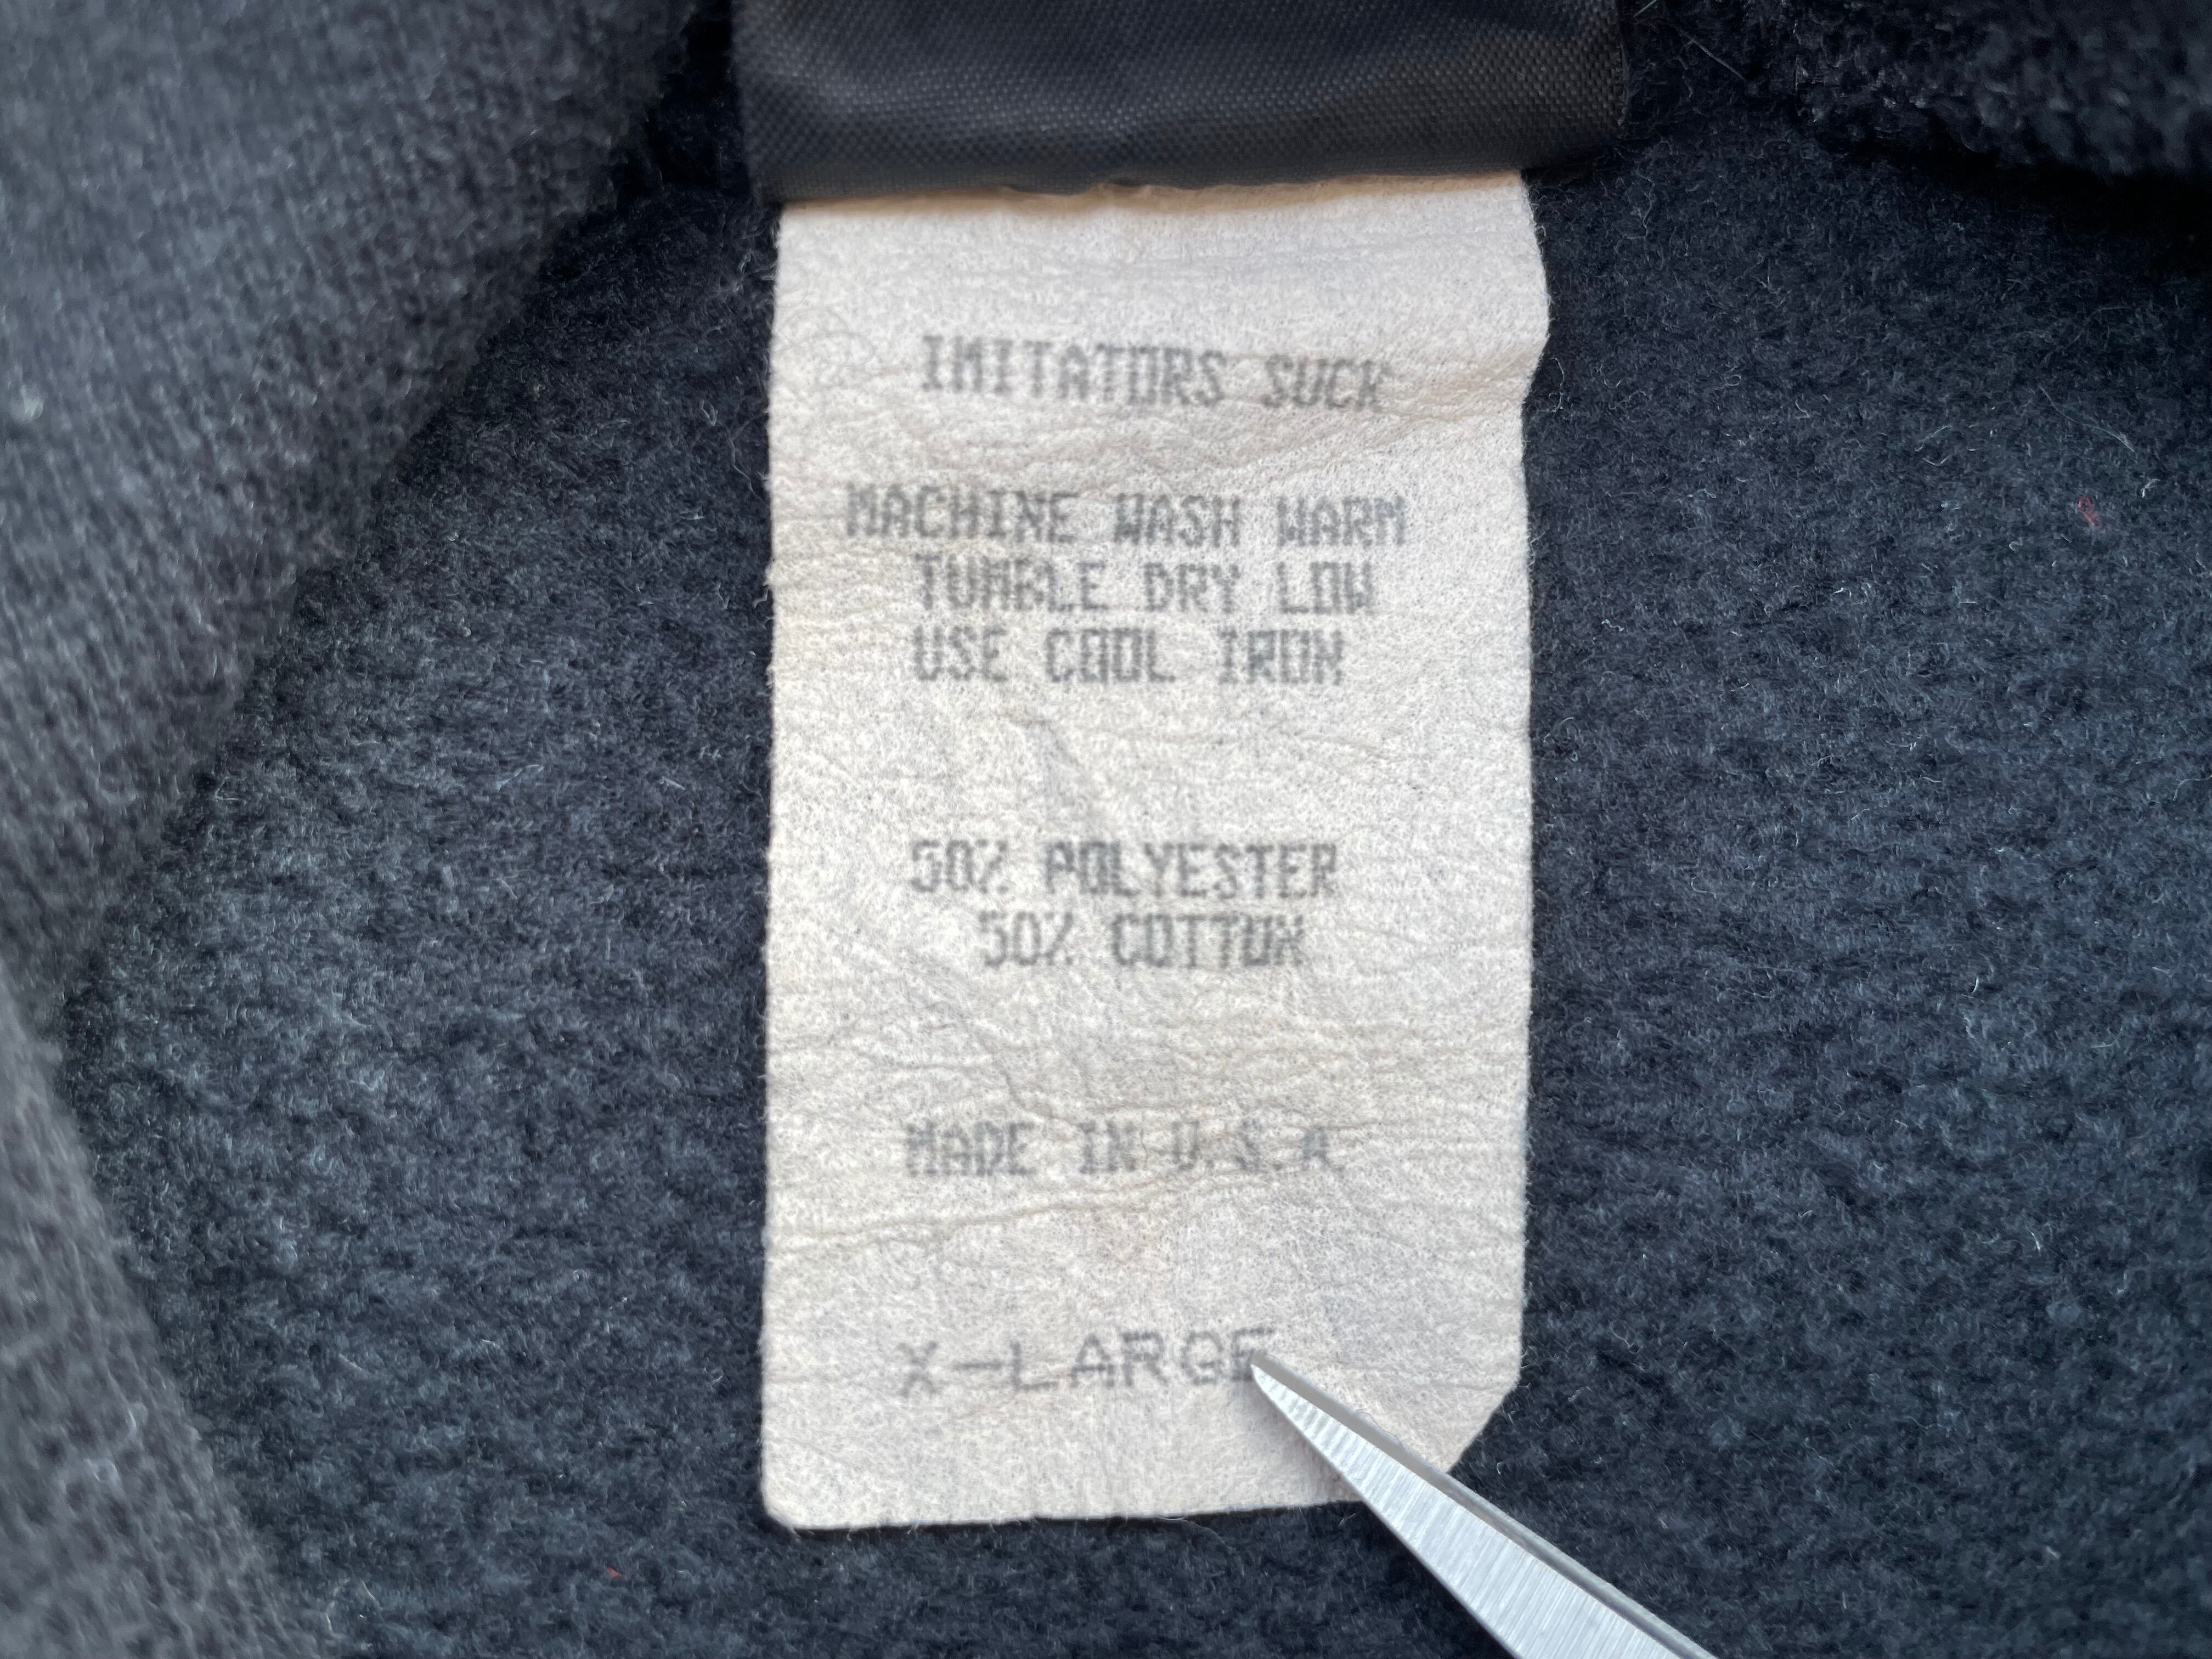 IMITATORS SUCK
MACHINE WASH WARM
TUMBLE DRY LOW
USE COOL IRON
50% POLYESTER
50% COTTON
MADE IN U.S.A
X-LARGE